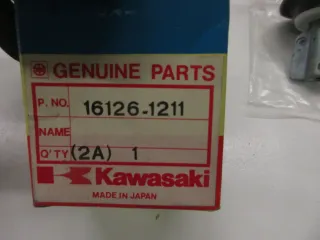 GENUINE PARTS
P. NO. 16126-1211
NAME
Q'TY (2A) 1
Kawasaki
MADE IN JAPAN